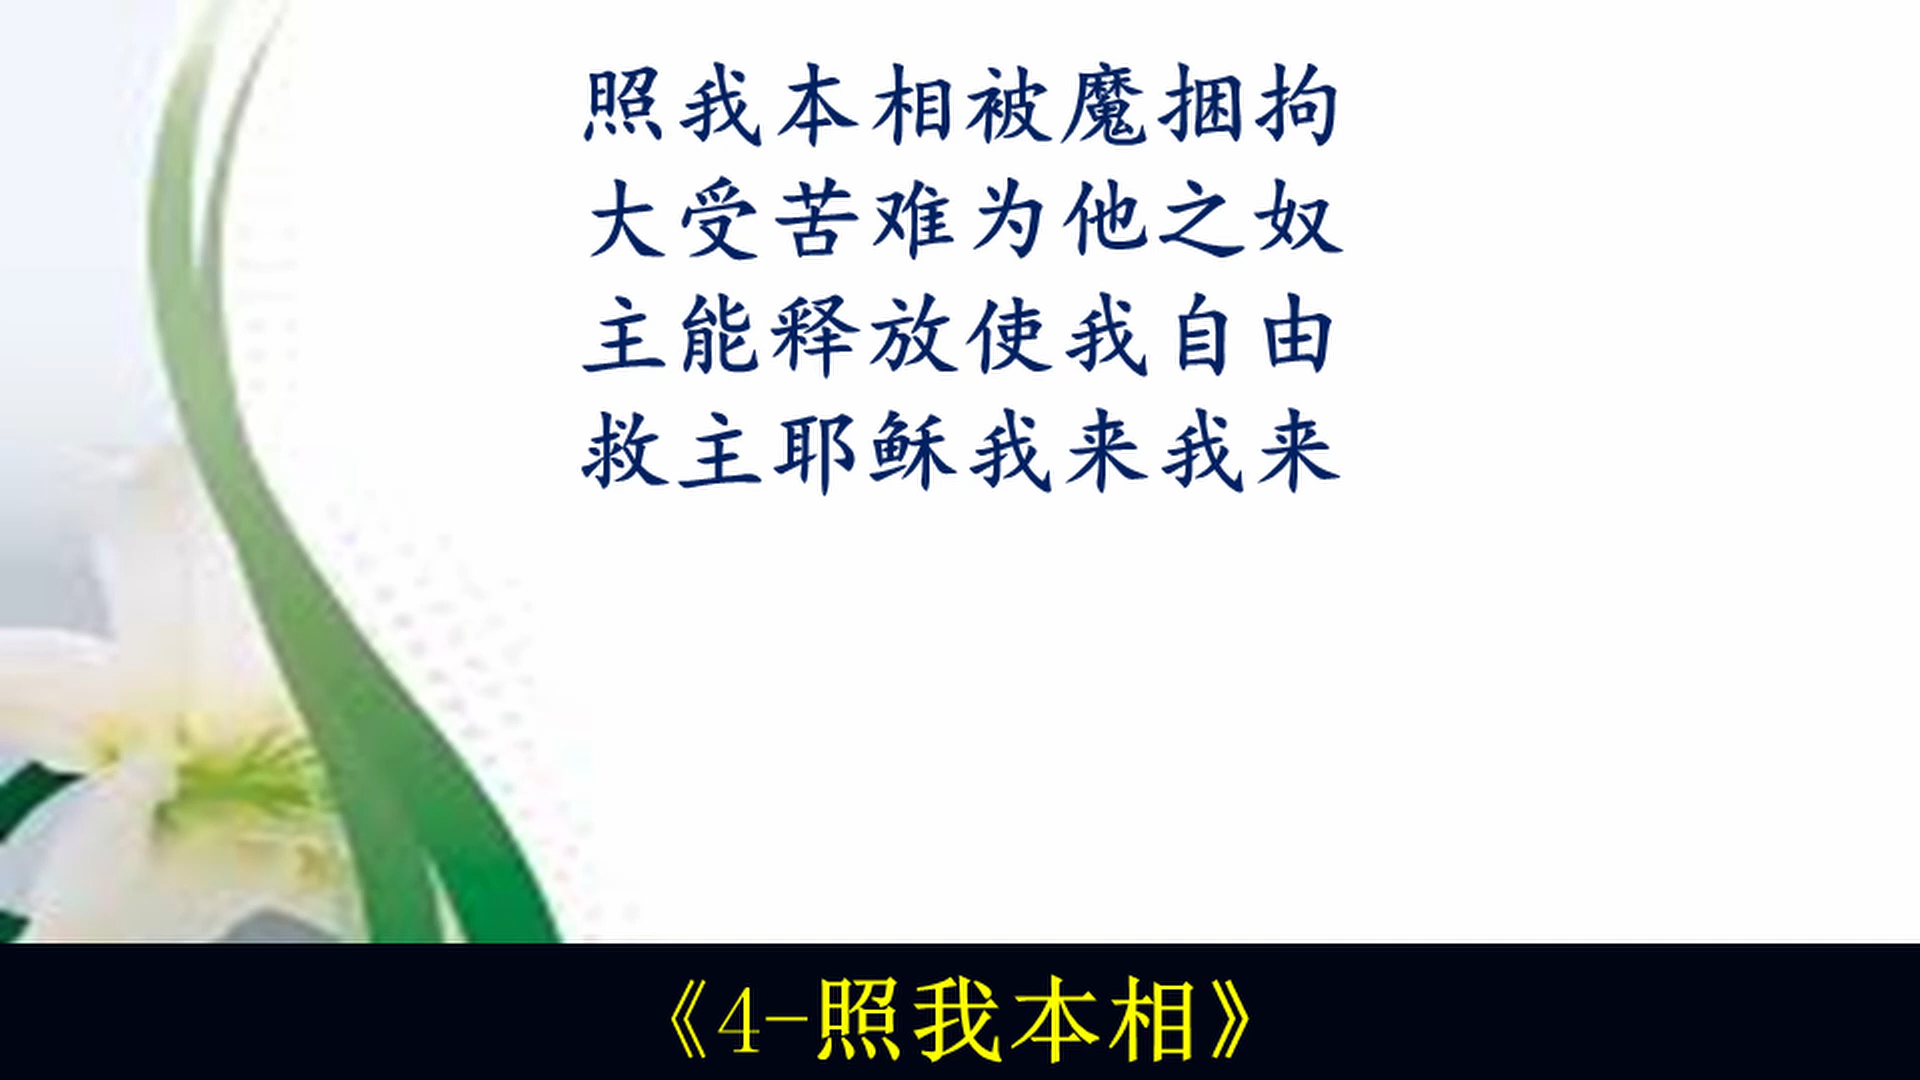 照我本相被魔捆拘
大受苦难为他之奴
主能释放使我自由
救主耶稣我来我来
《4-照我本相》